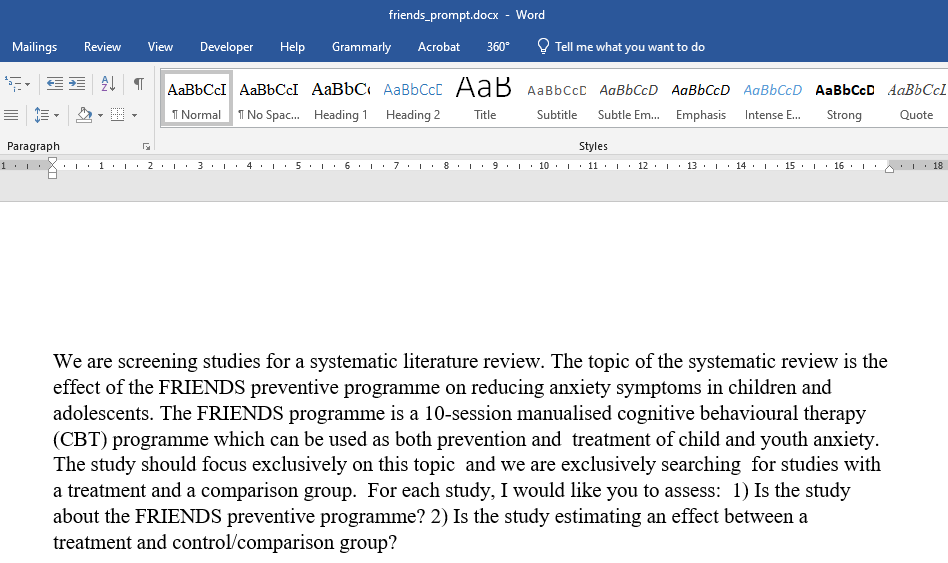 friends_prompt.docx - Word
Mailings Review View Developer Help Grammarly Acrobat 360° Tell me what you want to do
AaBbCcI AaBbCcI AaBbC AaBbCcC AaB AaBbCcC AaBbCcD AaBbCcD AaBbCcD AaBbCcD AaBbCcL
¶ Normal ¶ No Spac... Heading 1 Heading 2 Title Subtitle Subtle Em... Emphasis Intense E... Strong Quote
Paragraph Styles
1 1 2 3 4 5 6 7 8 9 10 11 12 13 14 15 16 18
We are screening studies for a systematic literature review. The topic of the systematic review is the
effect of the FRIENDS preventive programme on reducing anxiety symptoms in children and
adolescents. The FRIENDS programme is a 10-session manualised cognitive behavioural therapy
(CBT) programme which can be used as both prevention and  treatment of child and youth anxiety.
The study should focus exclusively on this topic  and we are exclusively searching  for studies with
a treatment and a comparison group.  For each study, I would like you to assess:  1) Is the study
about the FRIENDS preventive programme? 2) Is the study estimating an effect between a
treatment and control/comparison group?